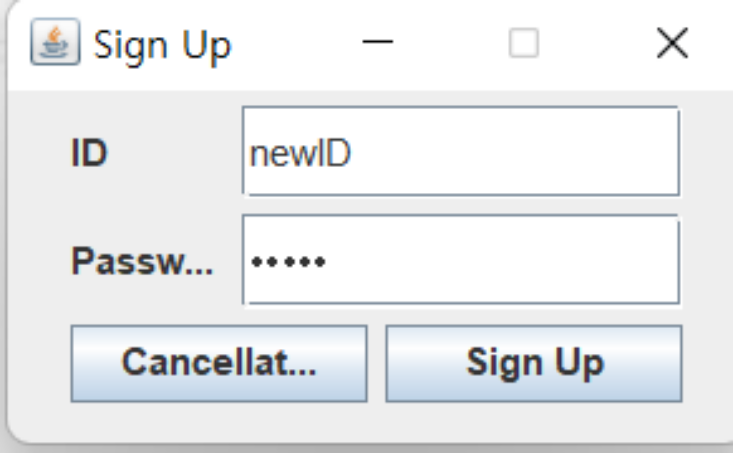 Sign Up
ID newID
Passw... •••••
Cancellat... Sign Up